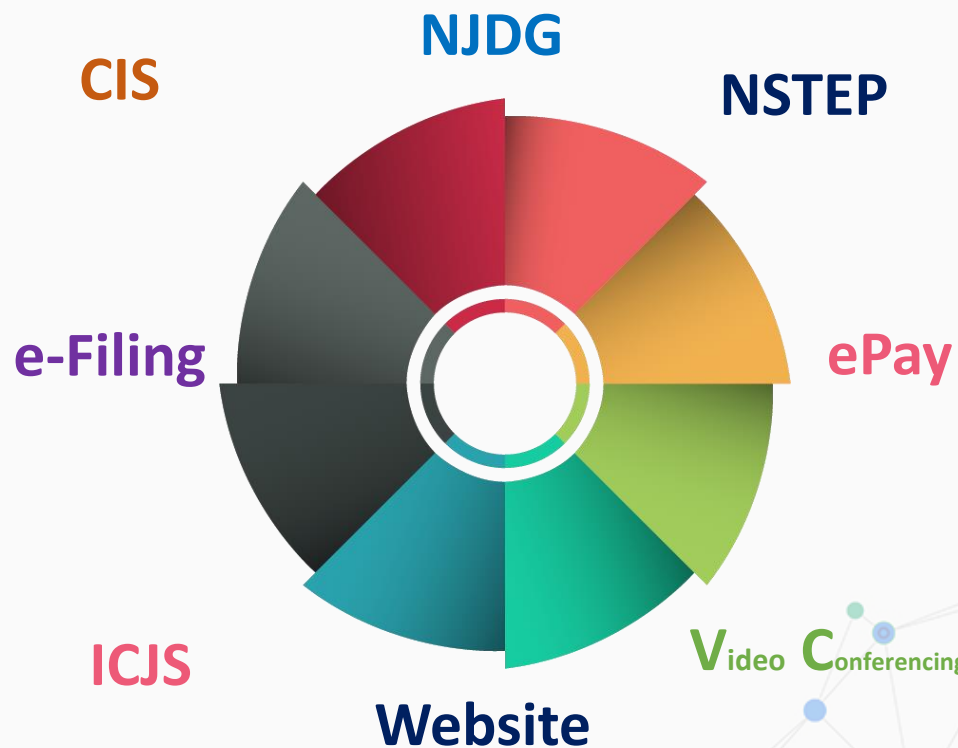 NJDG
CIS
NSTEP
e-Filing
ePay
ICJS
Video Conferencing
Website